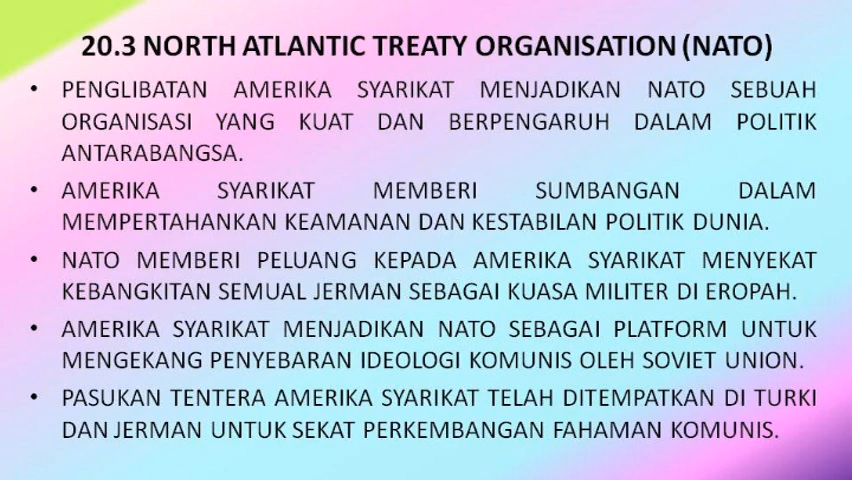 20.3 NORTH ATLANTIC TREATY ORGANISATION (NATO)
• PENGLIBATAN AMERIKA SYARIKAT MENJADIKAN NATO SEBUAH
ORGANISASI YANG KUAT DAN BERPENGARUH DALAM POLITIK
ANTARABANGSA.
• AMERIKA SYARIKAT MEMBERI SUMBANGAN DALAM
MEMPERTAHANKAN KEAMANAN DAN KESTABILAN POLITIK DUNIA.
• NATO MEMBERI PELUANG KEPADA AMERIKA SYARIKAT MENYEKAT
KEBANGKITAN SEMUAL JERMAN SEBAGAI KUASA MILITER DI EROPAH.
• AMERIKA SYARIKAT MENJADIKAN NATO SEBAGAI PLATFORM UNTUK
MENGEKANG PENYEBARAN IDEOLOGI KOMUNIS OLEH SOVIET UNION.
• PASUKAN TENTERA AMERIKA SYARIKAT TELAH DITEMPATKAN DI TURKI
DAN JERMAN UNTUK SEKAT PERKEMBANGAN FAHAMAN KOMUNIS.